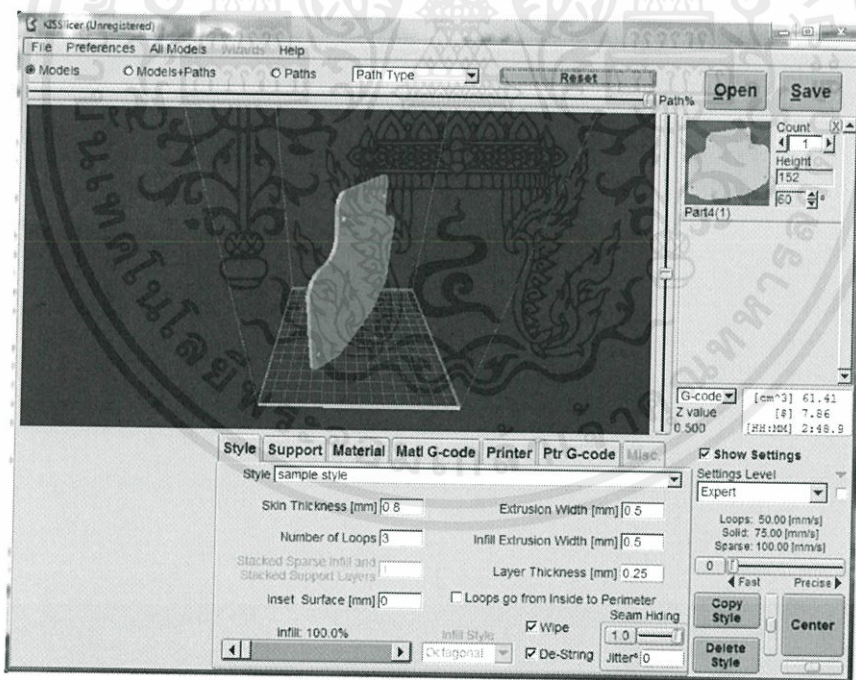 KISSlicer (Unregistered)
File Preferences All Models Wizards Help
Models Models+Paths Paths Path Type Reset
Path%
Open Save
Count
1
Height
152
60 °
Part4(1)
G-code
Z value
0.500
[cm^3] 61.41
[$] 7.86
[HH:MM] 2:48.9
Style Support Material Matl G-code Printer Ptr G-code Misc.
Show Settings
Style sample style
Settings Level
Expert
Skin Thickness [mm] 0.8
Extrusion Width [mm] 0.5
Number of Loops 3
Infill Extrusion Width [mm] 0.5
Stacked Sparse Infill and
Stacked Support Layers 1
Layer Thickness [mm] 0.25
Inset Surface [mm] 0
Loops go from Inside to Perimeter
Loops: 50.00 [mm/s]
Solid: 75.00 [mm/s]
Sparse: 100.00 [mm/s]
0
Fast Precise
Infill: 100.0%
Infill Style
Octagonal
Wipe
De-String
Seam Hiding
1.0
Jitter° 0
Copy
Style
Delete
Style
Center